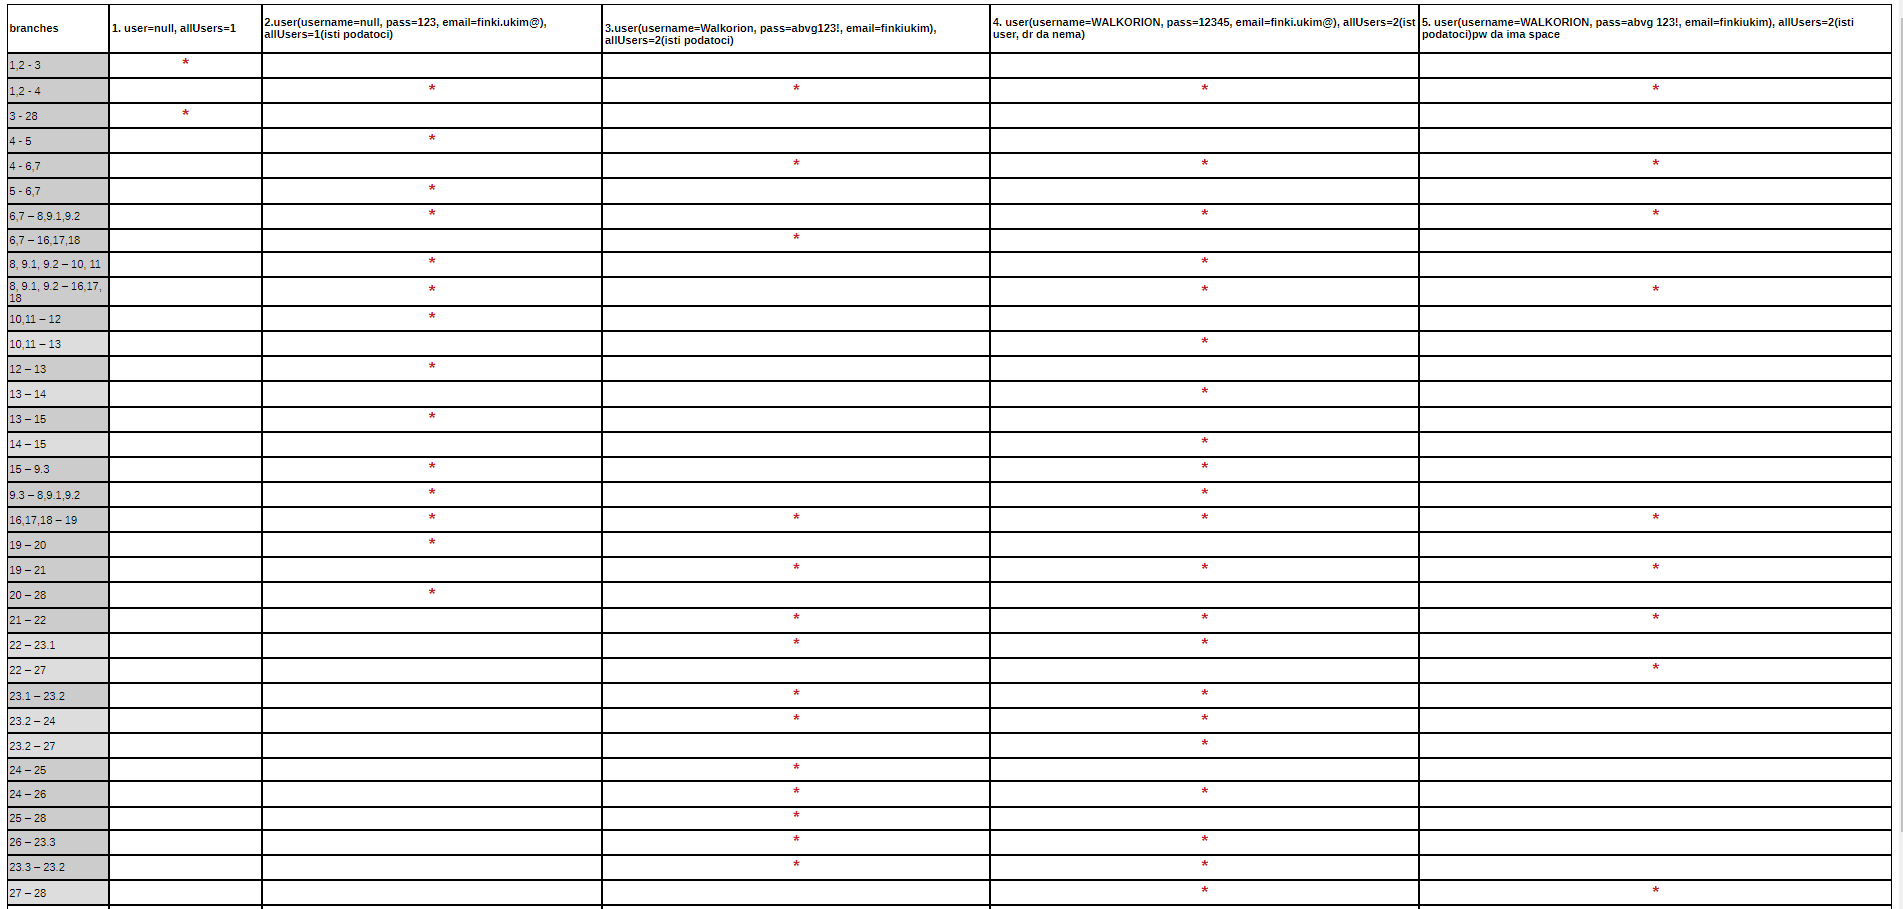 branches
1. user=null, allUsers=1
2.user(username=null, pass=123, email=finki.ukim@),
allUsers=1(isti podatoci)
3.user(username=Walkorion, pass=abvg123!, email=finkiukim),
allUsers=2(isti podatoci)
4. user(username=WALKORION, pass=12345, email=finki.ukim@), allUsers=2(ist
user, dr da nema)
5. user(username=WALKORION, pass=abvg 123!, email=finkiukim), allUsers=2(isti
podatoci)pw da ima space
1,2 - 3 *
1,2 - 4 * * * *
3 - 28 *
4 - 5 *
4 - 6,7 * * *
5 - 6,7 *
6,7 – 8,9.1,9.2 * * *
6,7 – 16,17,18 *
8, 9.1, 9.2 – 10, 11 * *
8, 9.1, 9.2 – 16,17,
18 * * *
10,11 – 12 *
10,11 – 13 *
12 – 13 *
13 – 14 *
13 – 15 *
14 – 15 *
15 – 9.3 * *
9.3 – 8,9.1,9.2 * *
16,17,18 – 19 * * * *
19 – 20 *
19 – 21 * * *
20 – 28 *
21 – 22 * * *
22 – 23.1 * *
22 – 27 *
23.1 – 23.2 * *
23.2 – 24 * *
23.2 – 27 *
24 – 25 *
24 – 26 * *
25 – 28 *
26 – 23.3 * *
23.3 – 23.2 * *
27 – 28 * *